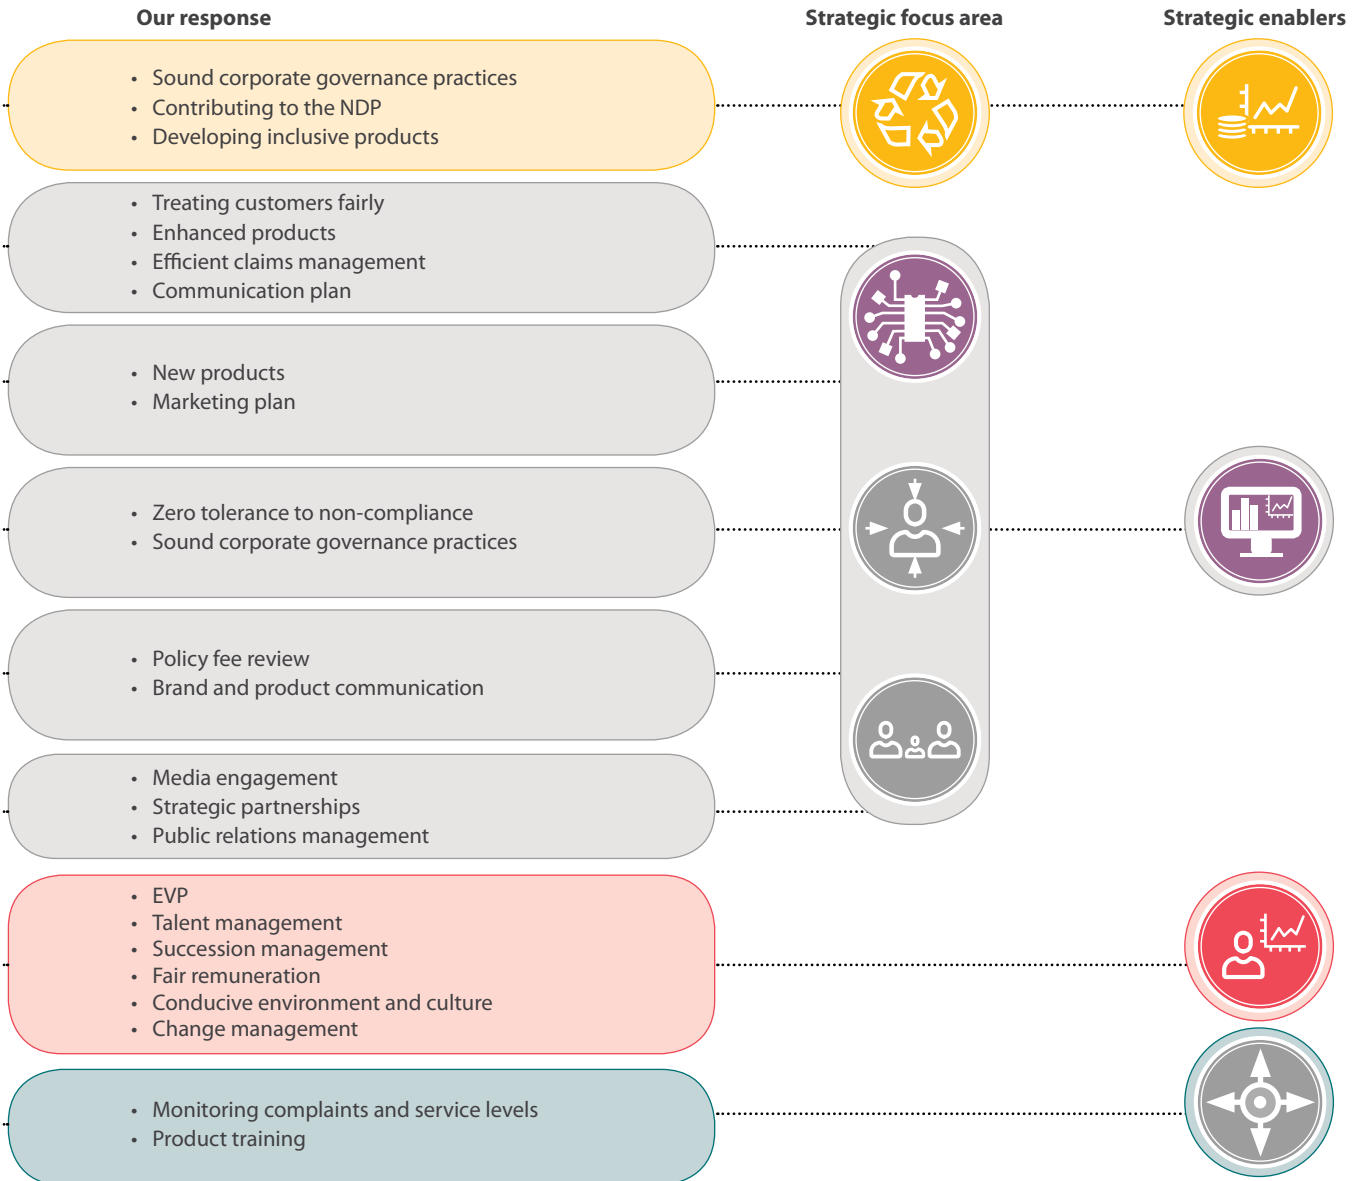 Our response
Strategic focus area
Strategic enablers
• Sound corporate governance practices
• Contributing to the NDP
• Developing inclusive products
• Treating customers fairly
• Enhanced products
• Efficient claims management
• Communication plan
• New products
• Marketing plan
• Zero tolerance to non-compliance
• Sound corporate governance practices
• Policy fee review
• Brand and product communication
• Media engagement
• Strategic partnerships
• Public relations management
• EVP
• Talent management
• Succession management
• Fair remuneration
• Conducive environment and culture
• Change management
• Monitoring complaints and service levels
• Product training